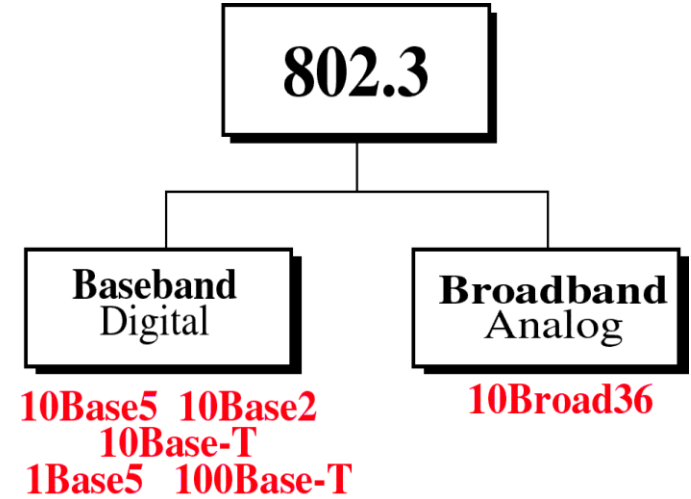 802.3
Baseband
Digital
Broadband
Analog
10Base5 10Base2
10Base-T
1Base5 100Base-T
10Broad36